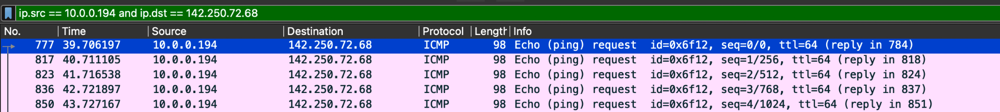 ip.src == 10.0.0.194 and ip.dst == 142.250.72.68
No. Time Source Destination Protocol Length Info
777 39.706197 10.0.0.194 142.250.72.68 ICMP 98 Echo (ping) request id=0x6f12, seq=0/0, ttl=64 (reply in 784)
817 40.711105 10.0.0.194 142.250.72.68 ICMP 98 Echo (ping) request id=0x6f12, seq=1/256, ttl=64 (reply in 818)
823 41.716538 10.0.0.194 142.250.72.68 ICMP 98 Echo (ping) request id=0x6f12, seq=2/512, ttl=64 (reply in 824)
836 42.721897 10.0.0.194 142.250.72.68 ICMP 98 Echo (ping) request id=0x6f12, seq=3/768, ttl=64 (reply in 837)
850 43.727167 10.0.0.194 142.250.72.68 ICMP 98 Echo (ping) request id=0x6f12, seq=4/1024, ttl=64 (reply in 851)